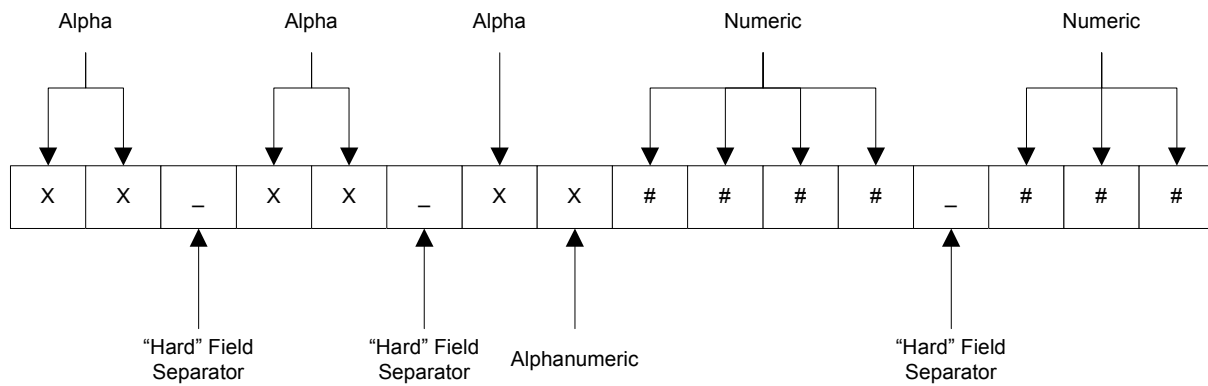 Alpha Alpha Alpha Numeric Numeric
X X _ X X _ X X # # # # _ # # #
“Hard” Field “Hard” Field Alphanumeric “Hard” Field
Separator Separator Separator